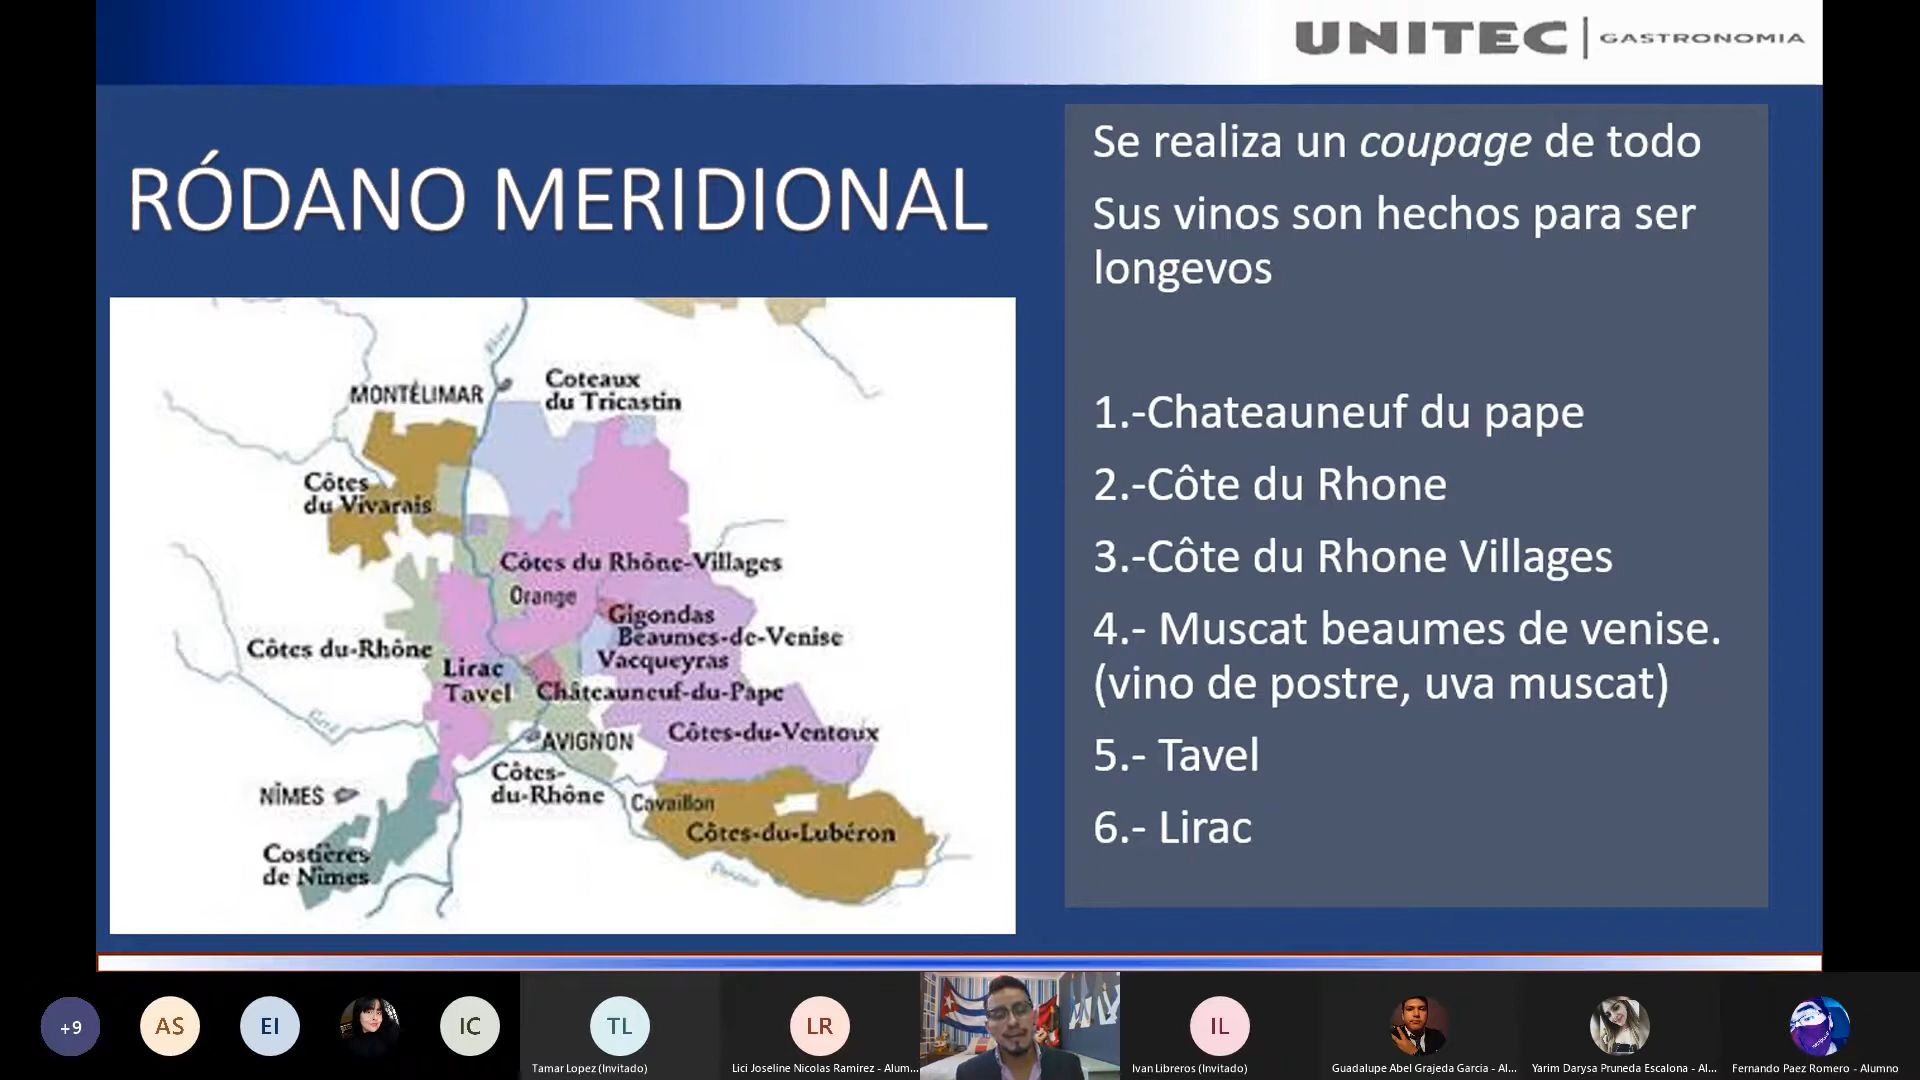 UNITEC | GASTRONOMIA
RÓDANO MERIDIONAL
Se realiza un coupage de todo
Sus vinos son hechos para ser
longevos
1.-Chateauneuf du pape
2.-Côte du Rhone
3.-Côte du Rhone Villages
4.- Muscat beaumes de venise.
(vino de postre, uva muscat)
5.- Tavel
6.- Lirac
Rhône
MONTÉLIMAR
Coteaux
du Tricastin
Côtes
du Vivarais
Côtes du Rhône-Villages
Orange
Gigondas
Beaumes-de-Venise
Vacqueyras
Côtes du-Rhône
Lirac
Tavel
Châteauneuf-du-Pape
Côtes-du-Ventoux
AVIGNON
Côtes-
du-Rhône
NÎMES
Cavaillon
Côtes-du-Lubéron
Costières
de Nîmes
+9
AS
EI
IC
TL
LR
IL
Tamar Lopez (Invitado)
Lici Joseline Nicolas Ramirez - Alum...
Ivan Libreros (Invitado)
Guadalupe Abel Grajeda Garcia - Al...
Yarim Darysa Pruneda Escalona - Al...
Fernando Paez Romero - Alumno